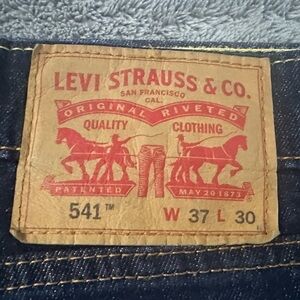 LEVI STRAUSS & CO.
SAN FRANCISCO
CAL.
ORIGINAL RIVETED
QUALITY CLOTHING
PATENTED MAY 20 1873
541™ W 37 L 30